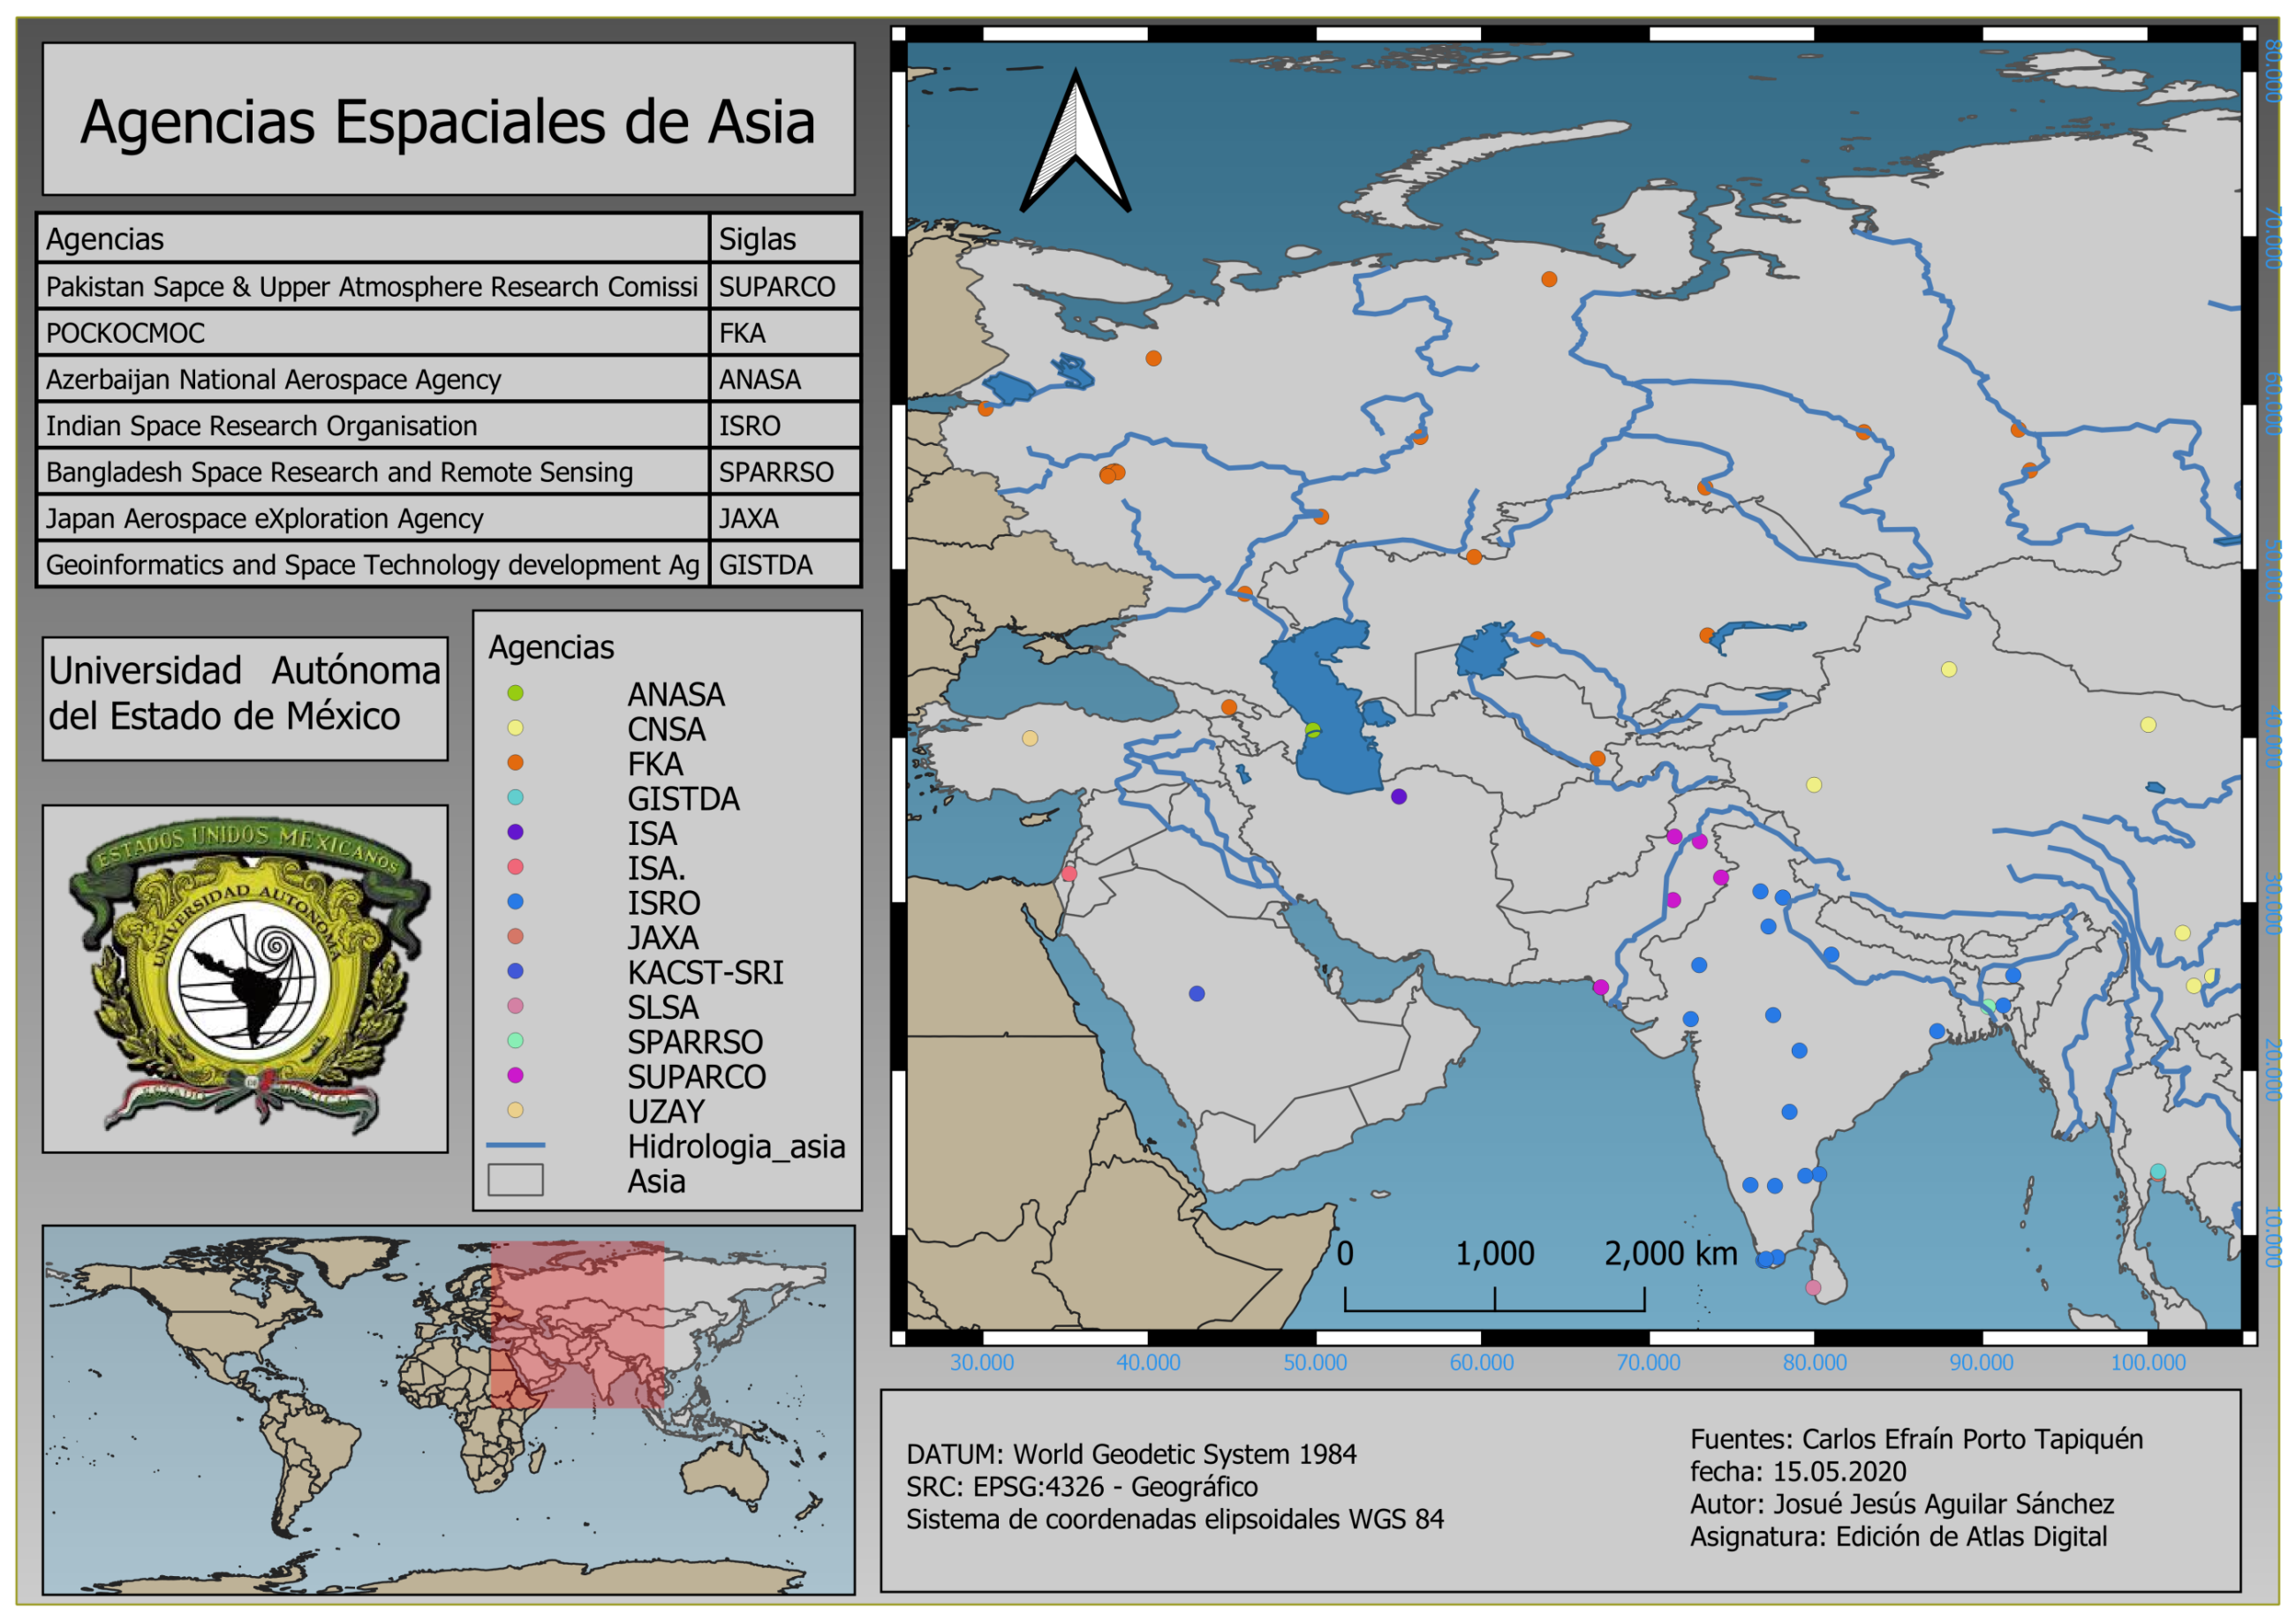 Agencias Espaciales de Asia
Agencias Siglas
Pakistan Sapce & Upper Atmosphere Research Comissi SUPARCO
РОСКОСМОС FKA
Azerbaijan National Aerospace Agency ANASA
Indian Space Research Organisation ISRO
Bangladesh Space Research and Remote Sensing SPARRSO
Japan Aerospace eXploration Agency JAXA
Geoinformatics and Space Technology development Ag GISTDA
Universidad Autónoma
del Estado de México
ESTADOS UNIDOS MEXICANOS
UNIVERSIDAD AUTONOMA
ESTADO DE MÉXICO
Agencias
ANASA
CNSA
FKA
GISTDA
ISA
ISA.
ISRO
JAXA
KACST-SRI
SLSA
SPARRSO
SUPARCO
UZAY
Hidrologia_asia
Asia
80.000
70.000
60.000
50.000
40.000
30.000
20.000
10.000
0 1,000 2,000 km
30.000 40.000 50.000 60.000 70.000 80.000 90.000 100.000
DATUM: World Geodetic System 1984
SRC: EPSG:4326 - Geográfico
Sistema de coordenadas elipsoidales WGS 84
Fuentes: Carlos Efraín Porto Tapiquén
fecha: 15.05.2020
Autor: Josué Jesús Aguilar Sánchez
Asignatura: Edición de Atlas Digital